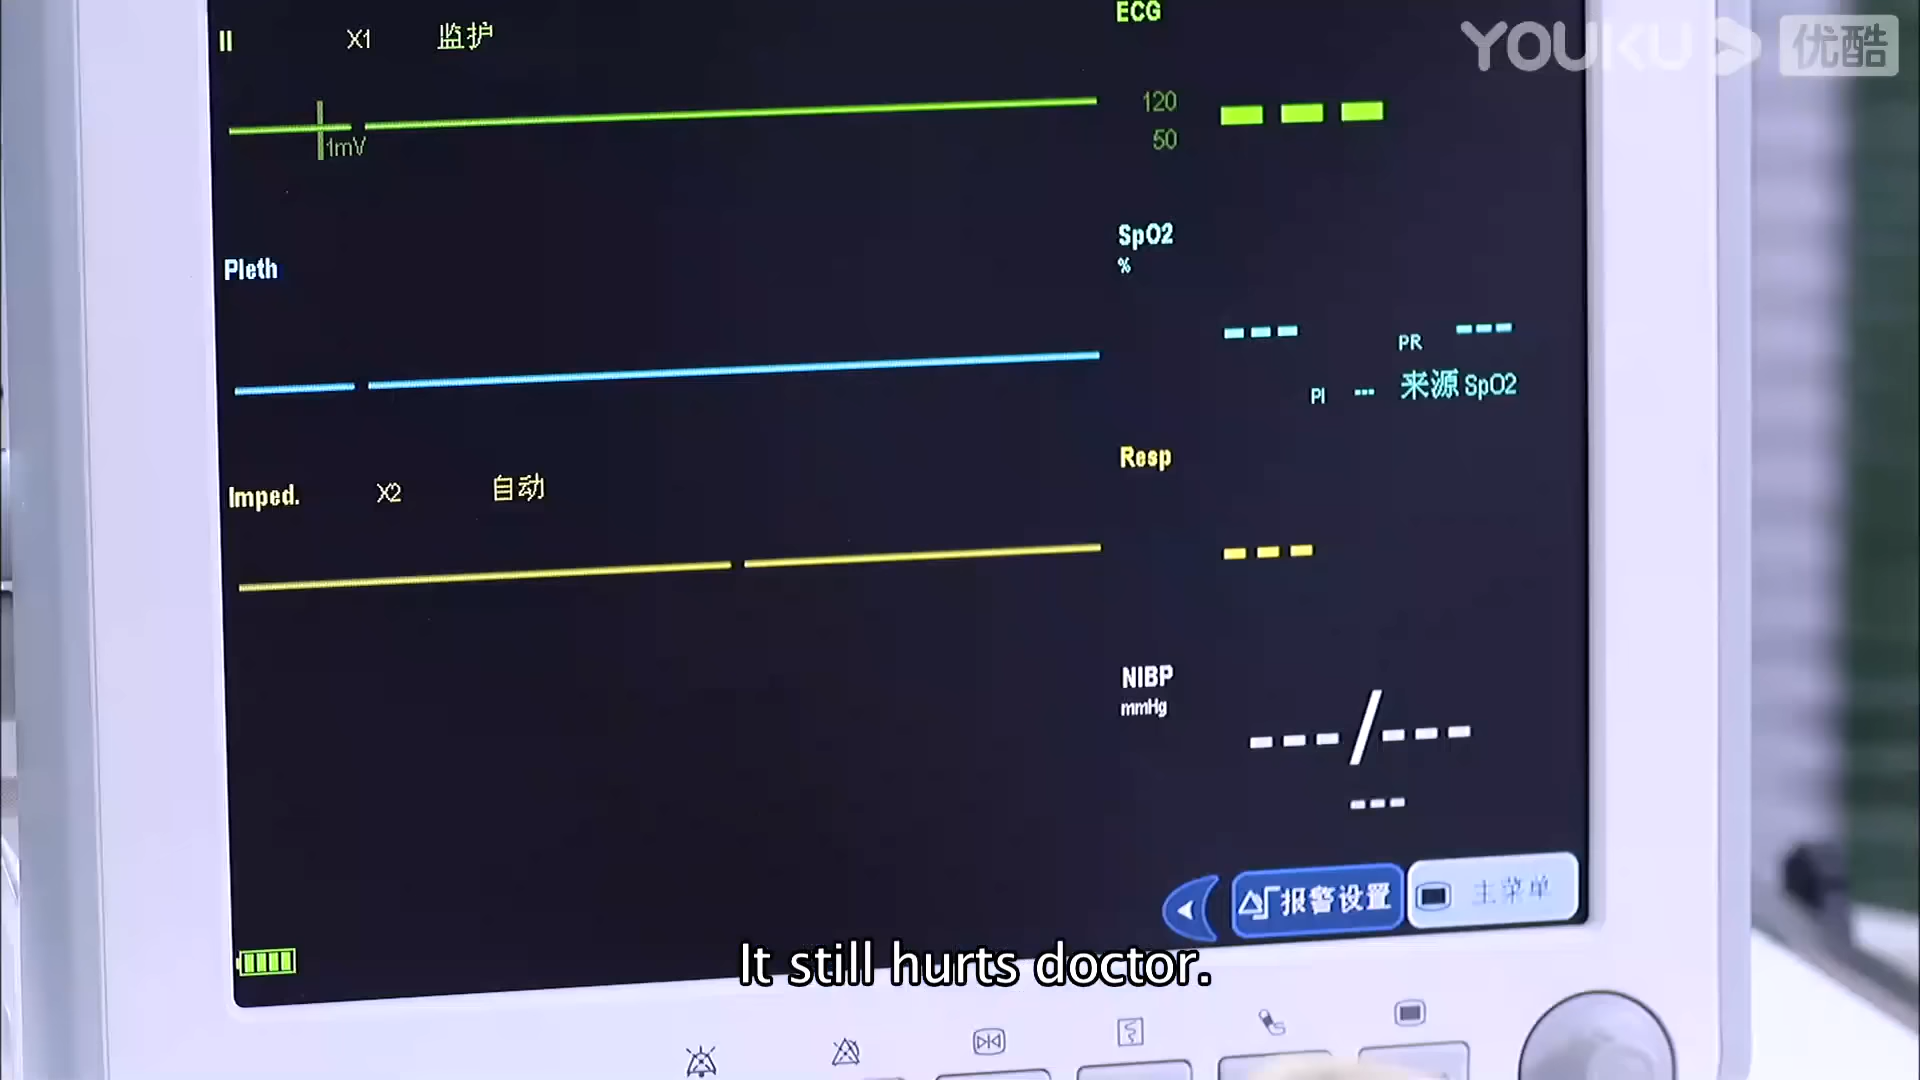 ECG
II X1 监护
YOUKU 优酷
120
50
1mV
--- 
SpO2
%
Pleth
---
PR ---
PI --- 来源 SpO2
Resp
Imped. X2 自动
---
NIBP
mmHg
---/---
---
报警设置 主菜单
It still hurts doctor.